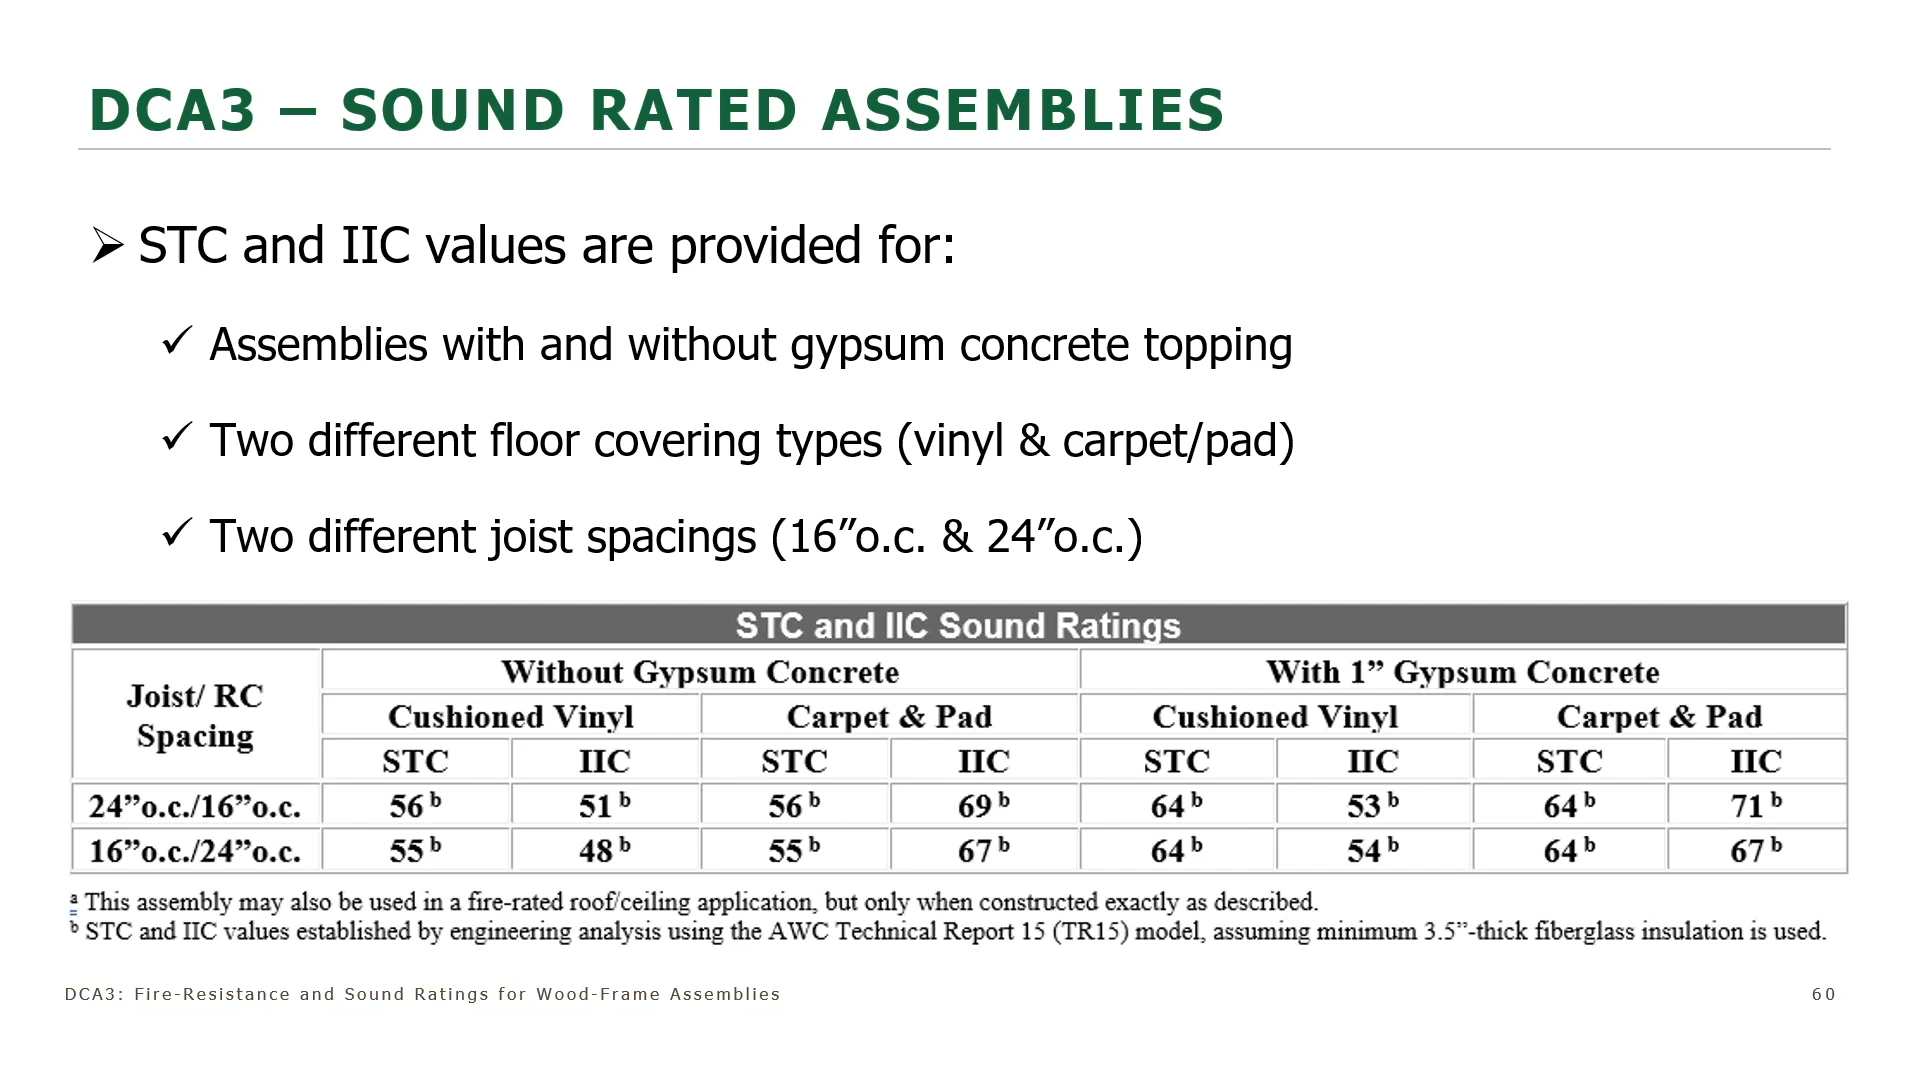 DCA3 – SOUND RATED ASSEMBLIES
➢ STC and IIC values are provided for:
✓ Assemblies with and without gypsum concrete topping
✓ Two different floor covering types (vinyl & carpet/pad)
✓ Two different joist spacings (16”o.c. & 24”o.c.)
STC and IIC Sound Ratings
Joist/ RC Spacing
Without Gypsum Concrete With 1” Gypsum Concrete
Cushioned Vinyl Carpet & Pad Cushioned Vinyl Carpet & Pad
STC IIC STC IIC STC IIC STC IIC
24”o.c./16”o.c. 56 b 51 b 56 b 69 b 64 b 53 b 64 b 71 b
16”o.c./24”o.c. 55 b 48 b 55 b 67 b 64 b 54 b 64 b 67 b
a This assembly may also be used in a fire-rated roof/ceiling application, but only when constructed exactly as described.
b STC and IIC values established by engineering analysis using the AWC Technical Report 15 (TR15) model, assuming minimum 3.5”-thick fiberglass insulation is used.
DCA3: Fire-Resistance and Sound Ratings for Wood-Frame Assemblies 60